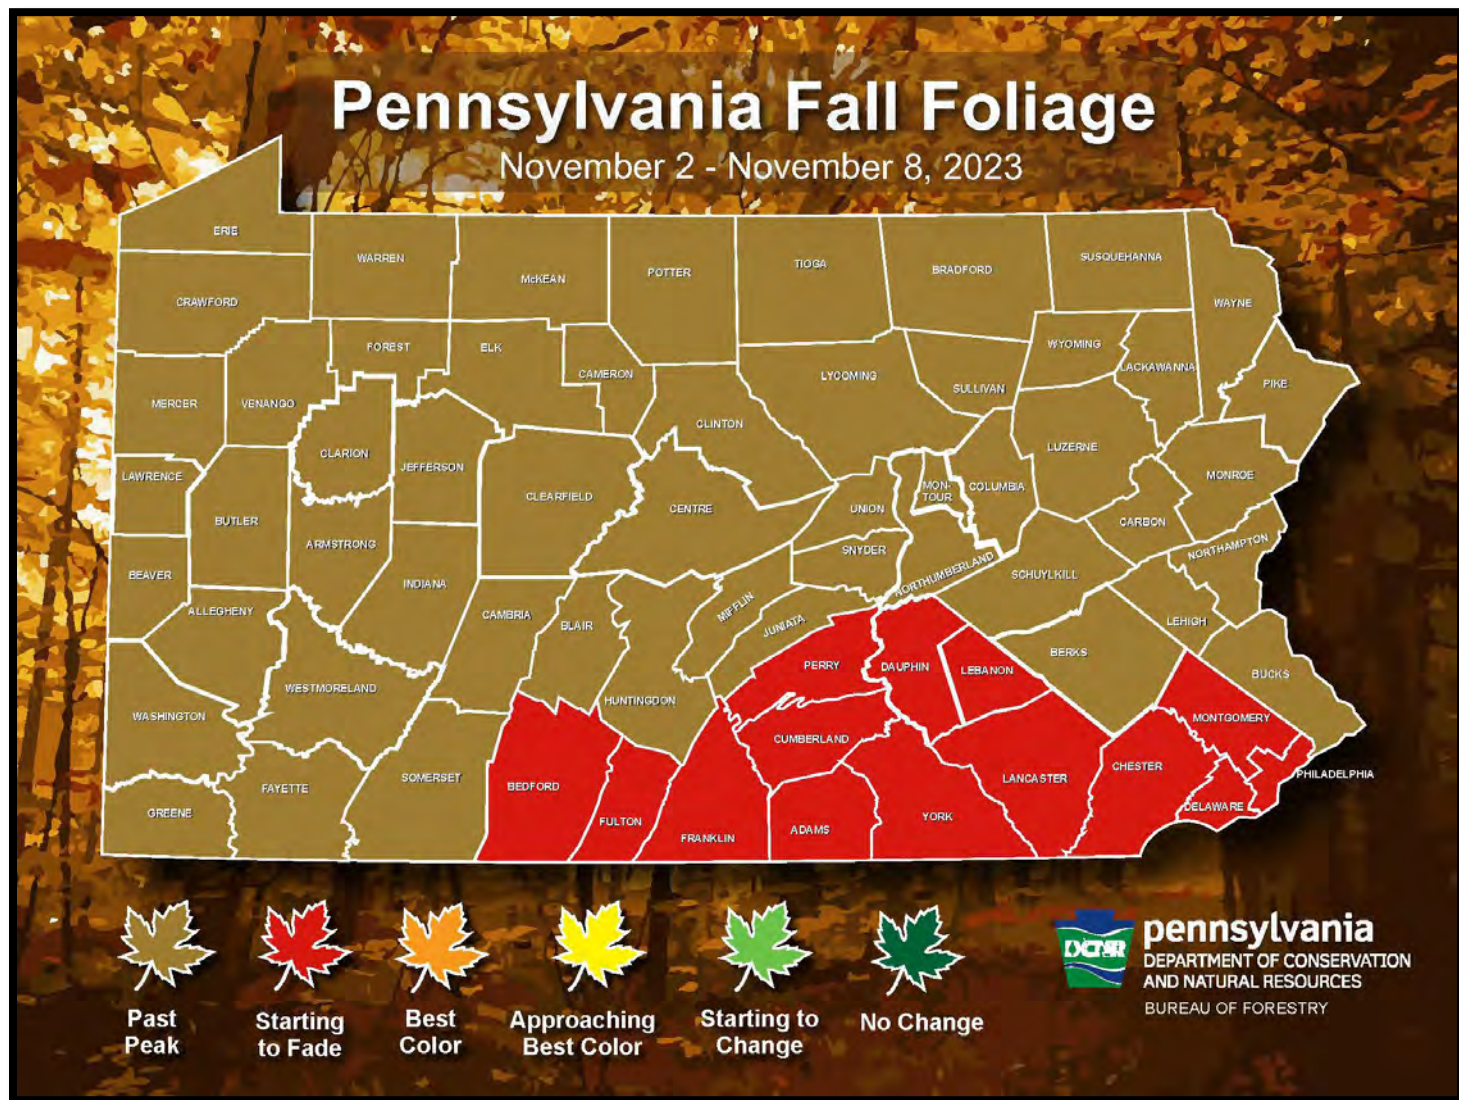 Pennsylvania Fall Foliage
November 2 - November 8, 2023
ERIE
WARREN
McKEAN
POTTER
TIOGA
BRADFORD
SUSQUEHANNA
WAYNE
CRAWFORD
FOREST
ELK
CAMERON
LYCOMING
SULLIVAN
WYOMING
LACKAWANNA
PIKE
MERCER
VENANGO
CLINTON
CLARION
JEFFERSON
LUZERNE
LAWRENCE
CLEARFIELD
CENTRE
UNION
MON-
TOUR
COLUMBIA
MONROE
BUTLER
ARMSTRONG
SNYDER
CARBON
NORTHAMPTON
BEAVER
INDIANA
NORTHUMBERLAND
SCHUYLKILL
ALLEGHENY
CAMBRIA
BLAIR
MIFFLIN
JUNIATA
LEHIGH
PERRY
DAUPHIN
LEBANON
BERKS
BUCKS
WESTMORELAND
HUNTINGDON
WASHINGTON
CUMBERLAND
MONTGOMERY
FAYETTE
SOMERSET
BEDFORD
LANCASTER
CHESTER
PHILADELPHIA
GREENE
FULTON
FRANKLIN
ADAMS
YORK
DELAWARE
Past
Peak
Starting
to Fade
Best
Color
Approaching
Best Color
Starting to
Change
No Change
DCNR
pennsylvania
DEPARTMENT OF CONSERVATION
AND NATURAL RESOURCES
BUREAU OF FORESTRY